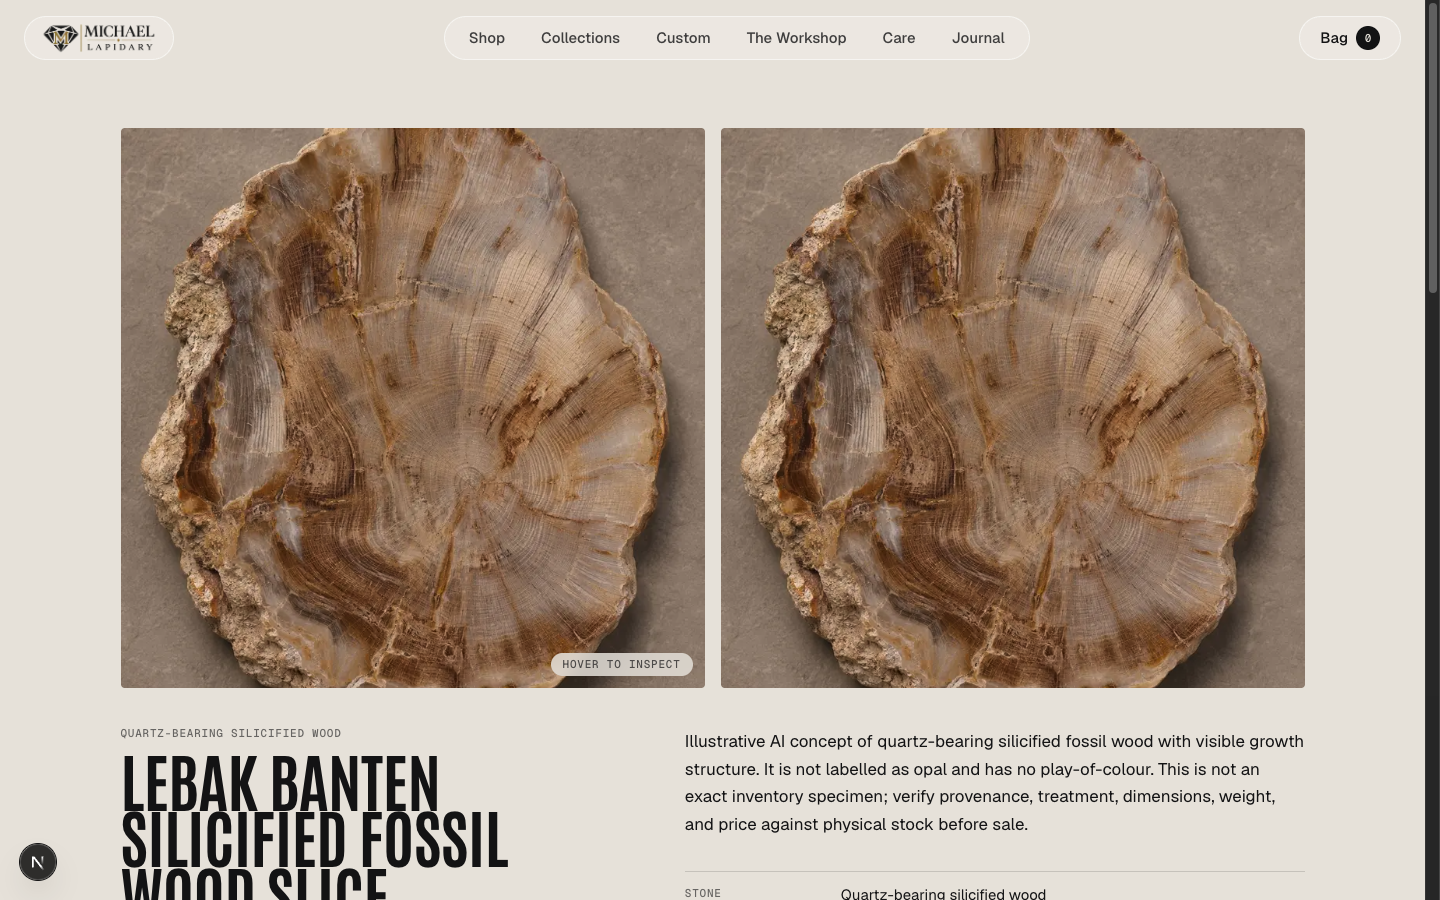 MICHAEL
LAPIDARY
Shop
Collections
Custom
The Workshop
Care
Journal
Bag 0
HOVER TO INSPECT
QUARTZ-BEARING SILICIFIED WOOD
LEBAK BANTEN
SILICIFIED FOSSIL
WOOD SLICE
Illustrative AI concept of quartz-bearing silicified fossil wood with visible growth
structure. It is not labelled as opal and has no play-of-colour. This is not an
exact inventory specimen; verify provenance, treatment, dimensions, weight,
and price against physical stock before sale.
STONE
Quartz-bearing silicified wood
N